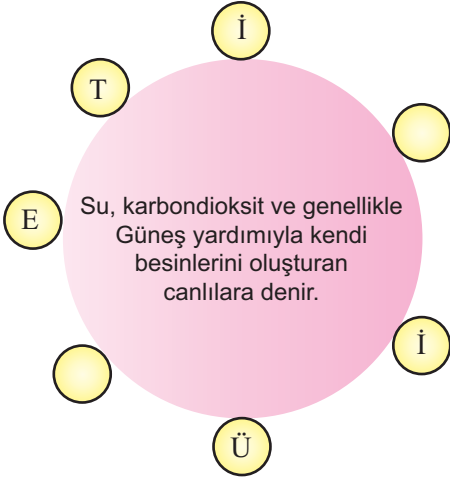 İ
T
E
Su, karbondioksit ve genellikle
Güneş yardımıyla kendi
besinlerini oluşturan
canlılara denir.
İ
Ü